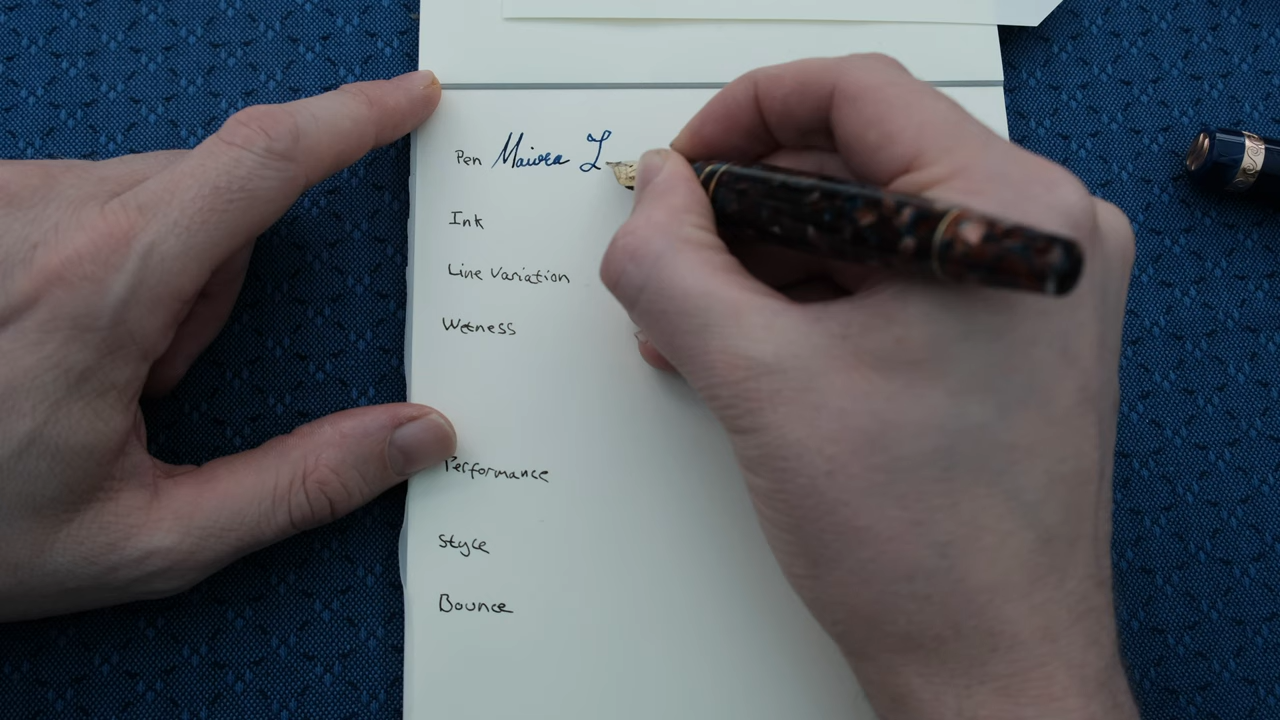 Pen Maiora L
Ink
Line Variation
Wetness
Performance
Style
Bounce